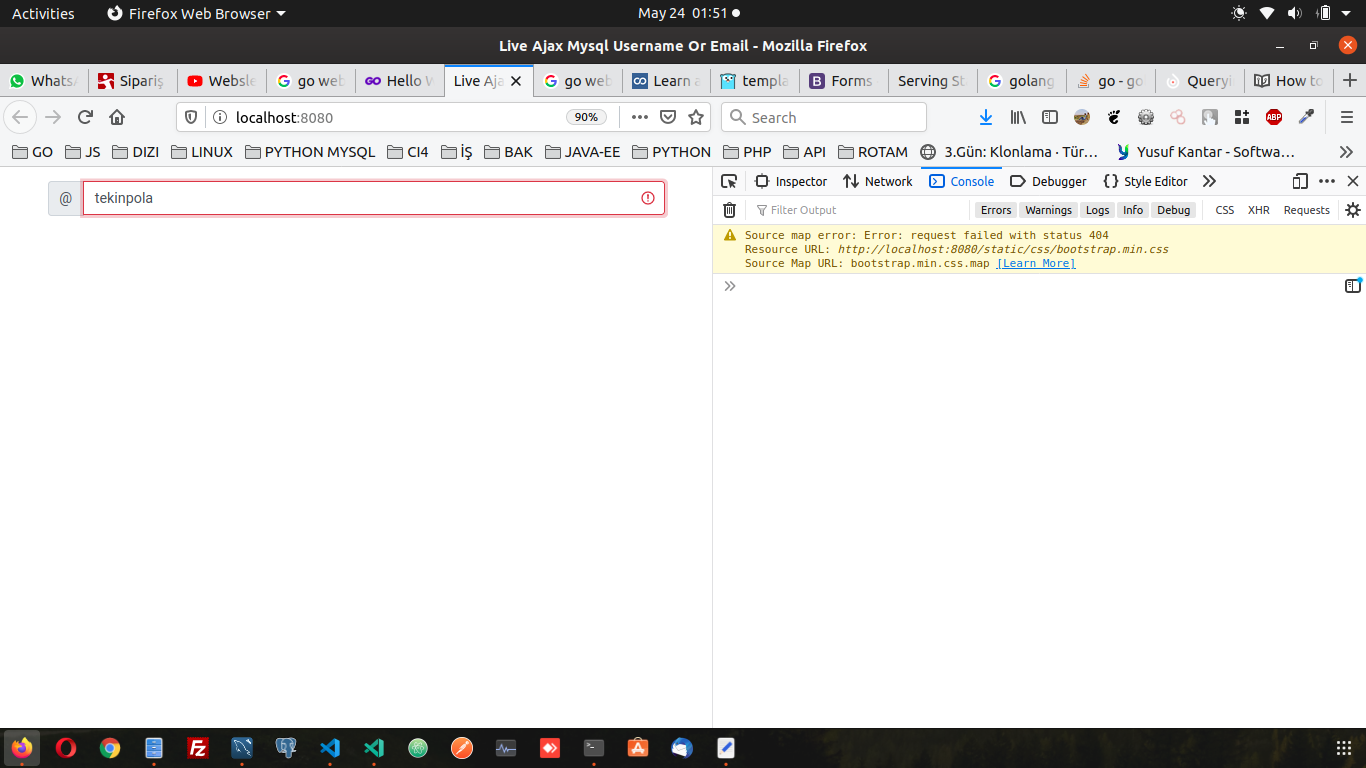 Activities Firefox Web Browser May 24 01:51
Live Ajax Mysql Username Or Email - Mozilla Firefox
WhatsA Sipariş Websle go web Hello W Live Aja go web Learn a templa Forms Serving St golang go - go Queryi How to
localhost:8080 90% Search
GO JS DIZI LINUX PYTHON MYSQL CI4 İŞ BAK JAVA-EE PYTHON PHP API ROTAM 3.Gün: Klonlama · Tür… Yusuf Kantar - Softwa…
@ tekinpola
Inspector Network Console Debugger Style Editor
Filter Output Errors Warnings Logs Info Debug CSS XHR Requests
Source map error: Error: request failed with status 404
Resource URL: http://localhost:8080/static/css/bootstrap.min.css
Source Map URL: bootstrap.min.css.map [Learn More]